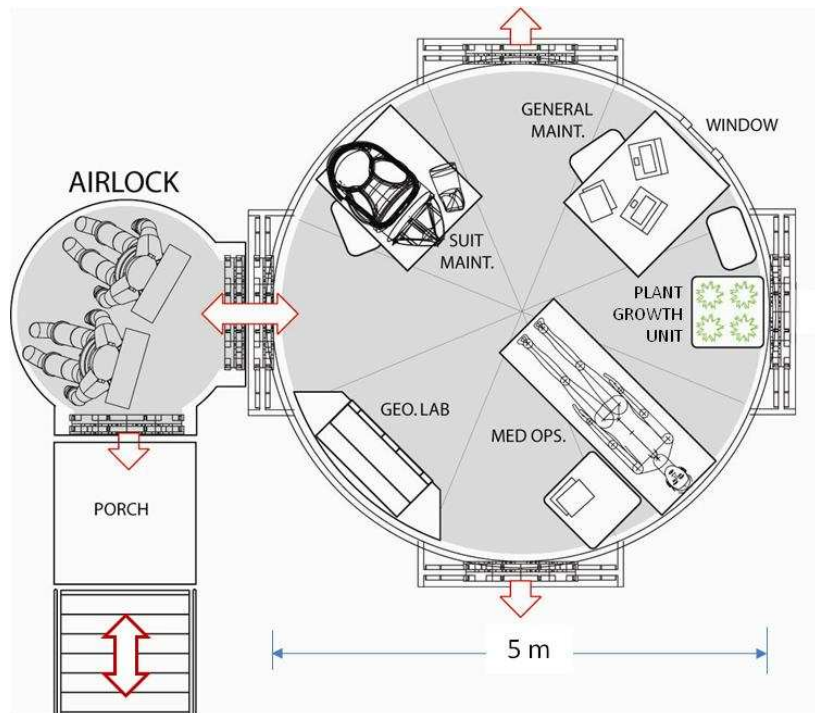 GENERAL
MAINT.
WINDOW
AIRLOCK
SUIT
MAINT.
PLANT
GROWTH
UNIT
GEO. LAB
MED OPS.
PORCH
5 m